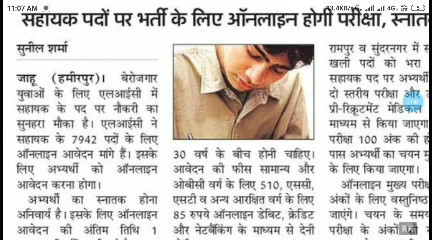 11:07 AM
सहायक पदों पर भर्ती के लिए ऑनलाइन होगी परीक्षा, स्नात
सुनील शर्मा
जाहू (हमीरपुर)। बेरोजगार
युवाओं के लिए एलआईसी में
सहायक के पद पर नौकरी का
सुनहरा मौका है। एलआईसी ने
सहायक के 7942 पदों के लिए
ऑनलाइन आवेदन मांगे हैं। इसके
लिए अभ्यर्थी को ऑनलाइन
आवेदन करना होगा।
अभ्यर्थी का स्नातक होना
अनिवार्य है। इसके लिए ऑनलाइन
आवेदन की अंतिम तिथि 1
30 वर्ष के बीच होनी चाहिए।
आवेदन की फीस सामान्य और
ओबीसी वर्ग के लिए 510, एससी,
एसटी व अन्य आरक्षित वर्ग के लिए
85 रुपये ऑनलाइन डेबिट, क्रेडिट
और नेटबैंकिंग के माध्यम से देनी
रामपुर व सुंदरनगर में स
खाली पदों को भरा
सहायक पद पर अभ्यर्थी
दो स्तरीय परीक्षा और
प्री-रिक्रूटमेंट मेडिकल
माध्यम से किया जाएगा
परीक्षा 100 अंक की ह
पास अभ्यर्थी का चयन मु
के लिए किया जाएगा।
ऑनलाइन मुख्य परीक्षा
अंकों के लिए वस्तुनिष्ठ
जाएंगे। चयन के समय
परीक्षा के अंकों